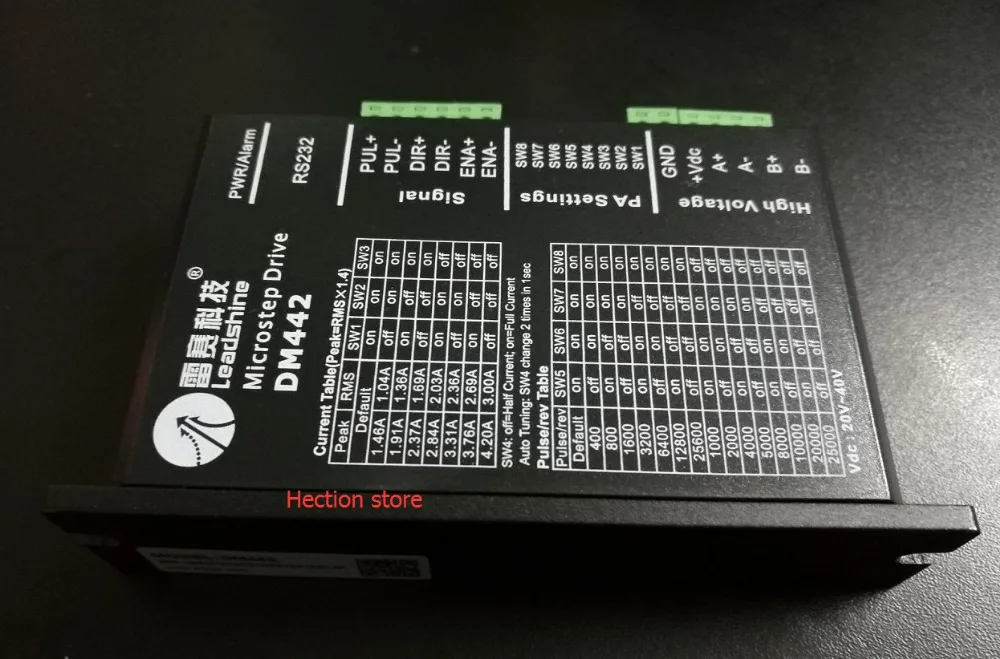 雷赛科技®
Leadshine
Microstep Drive
DM442
PWR/Alarm
RS232
PUL+
PUL-
DIR+
DIR-
ENA+
ENA-
Signal
SW8
SW7
SW6
SW5
SW4
SW3
SW2
SW1
PA Settings
GND
+Vdc
A+
A-
B+
B-
High Voltage
Current Table(Peak=RMS×1.4)
Peak RMS SW1 SW2 SW3
Default on on on
1.46A 1.04A off on on
1.91A 1.36A on off on
2.37A 1.69A off off on
2.84A 2.03A on on off
3.31A 2.36A off on off
3.76A 2.69A on off off
4.20A 3.00A off off off
SW4: off=Half Current; on=Full Current
Auto Tuning: SW4 change 2 times in 1sec
Pulse/rev Table
Pulse/rev SW5 SW6 SW7 SW8
Default on on on on
400 off on on on
800 on off on on
1600 off off on on
3200 on on off on
6400 off on off on
12800 on off off on
25600 off off off on
1000 on on on off
2000 off on on off
4000 on off on off
5000 off off on off
8000 on on off off
10000 off on off off
20000 on off off off
25000 off off off off
Vdc : 20V~40V
Hection store